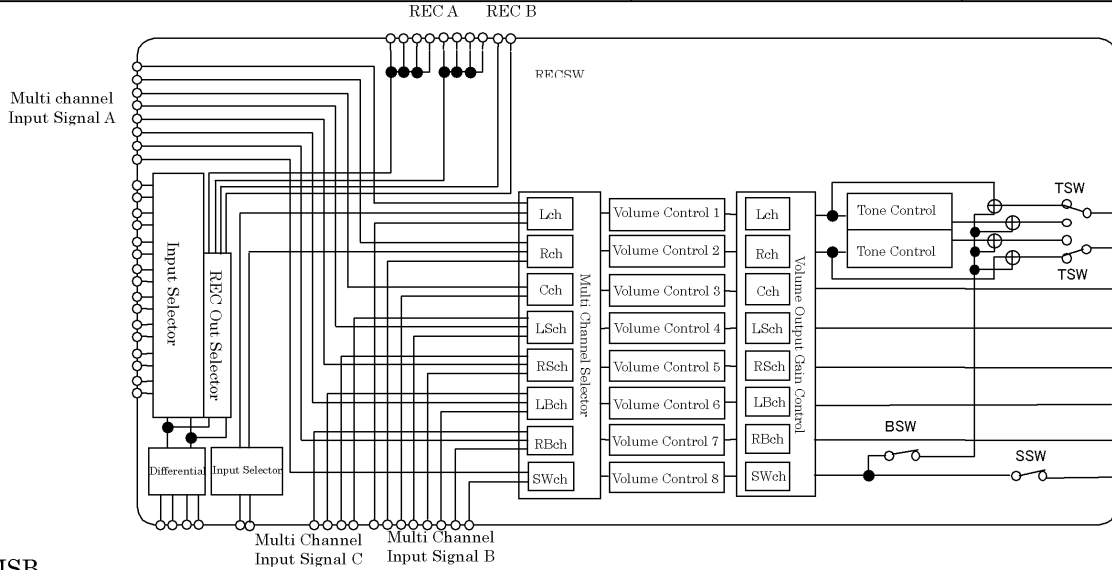 REC A REC B
RECSW
Multi channel
Input Signal A
Input Selector
REC Out Selector
Differential
Input Selector
Multi Channel
Input Signal C
Multi Channel
Input Signal B
Lch
Rch
Cch
LSch
RSch
LBch
RBch
SWch
Multi Channel Selector
Volume Control 1
Volume Control 2
Volume Control 3
Volume Control 4
Volume Control 5
Volume Control 6
Volume Control 7
Volume Control 8
Lch
Rch
Cch
LSch
RSch
LBch
RBch
SWch
Volume Output Gain Control
Tone Control
Tone Control
TSW
TSW
BSW
SSW